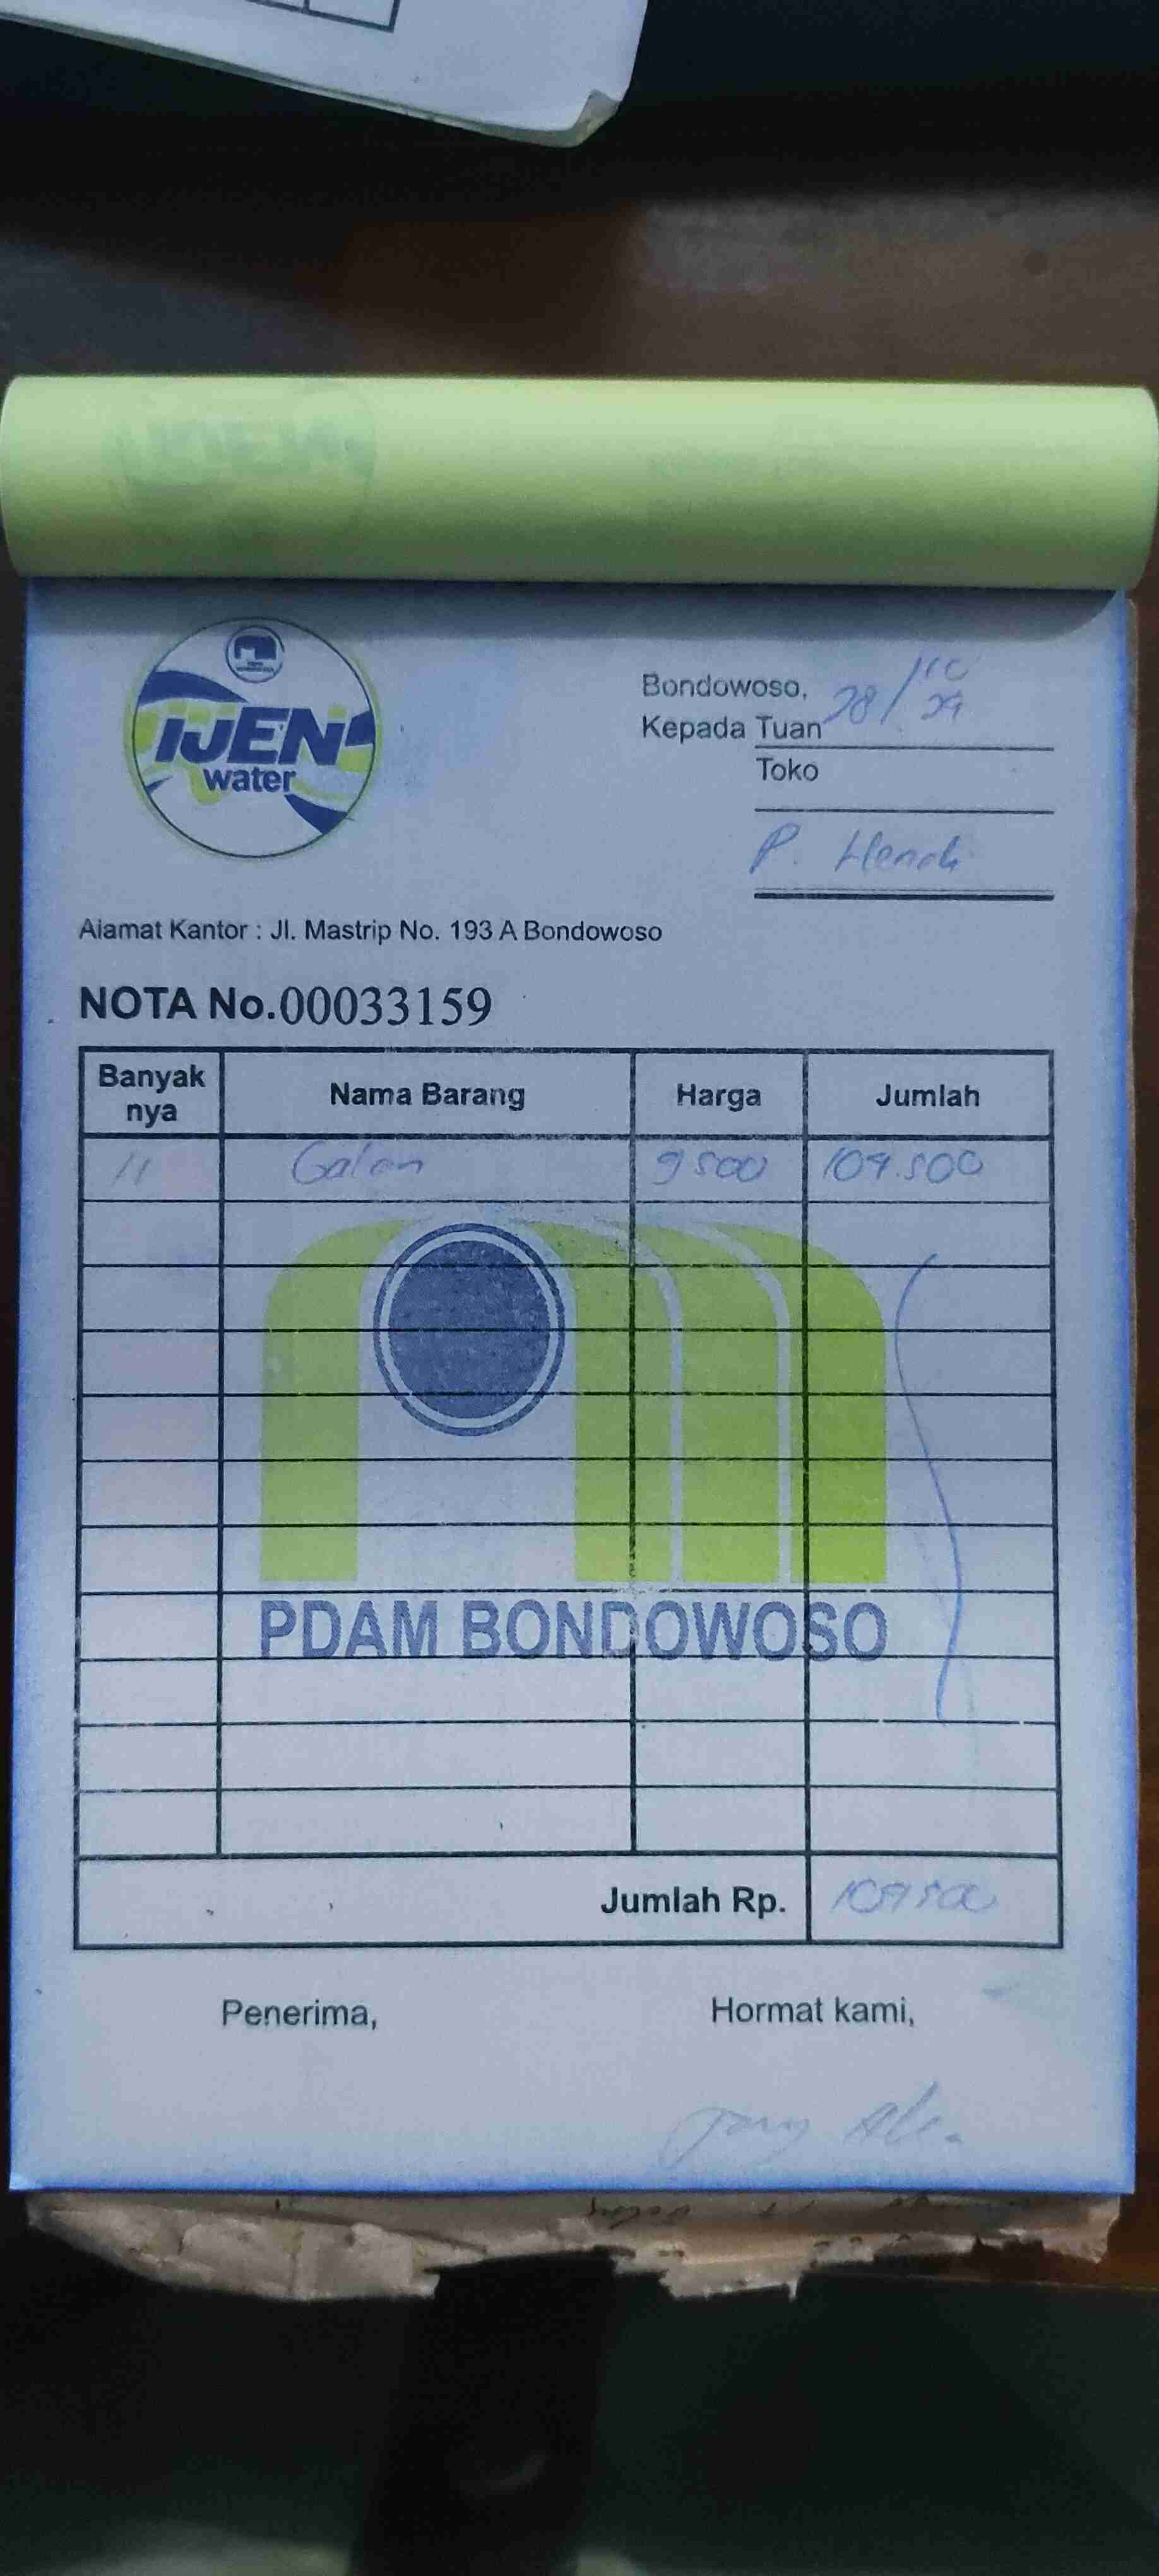 IJEN
water
Bondowoso, 28/10
Kepada Tuan
Toko
P. Hendi
Alamat Kantor : Jl. Mastrip No. 193 A Bondowoso
NOTA No.00033159
Banyak nya Nama Barang Harga Jumlah
11 Galon 9500 104.500
PDAM BONDOWOSO
Jumlah Rp. 104500
Penerima, Hormat kami,